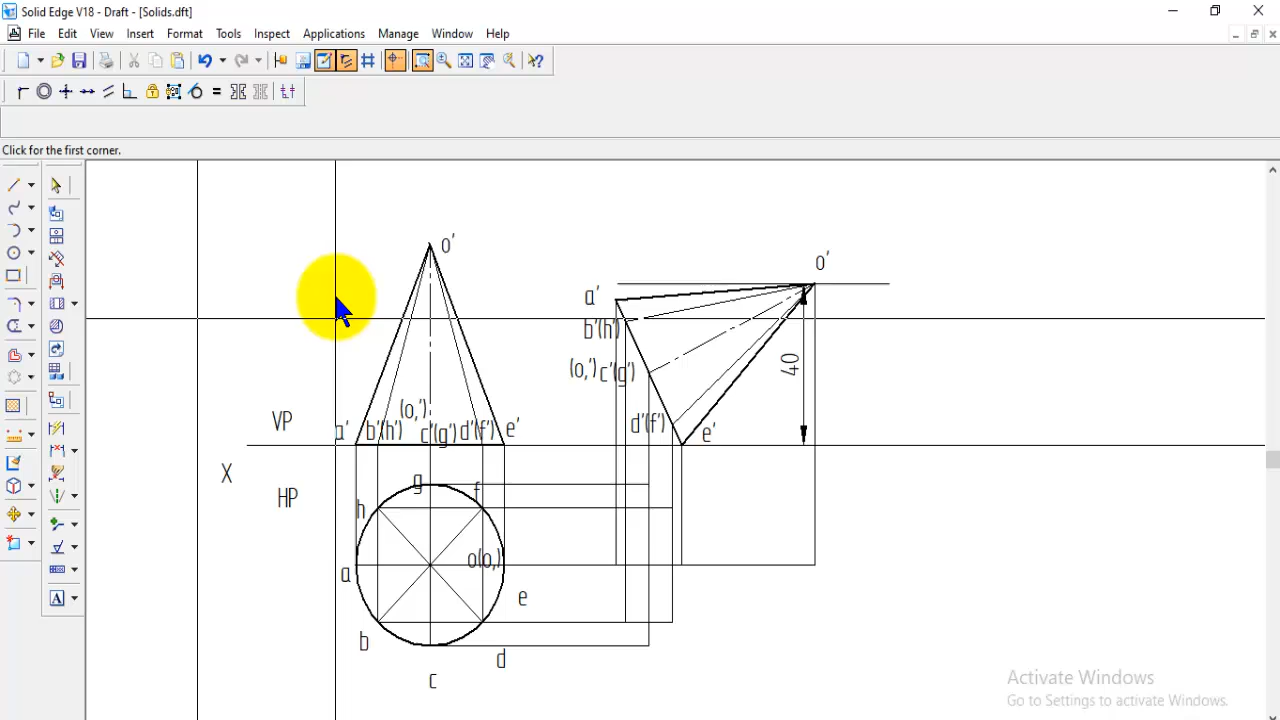 Solid Edge V18 - Draft - [Solids.dft]
File Edit View Insert Format Tools Inspect Applications Manage Window Help
Click for the first corner.
o'
o'
a'
b'(h')
(o,') c'(g')
40
d'(f')
e'
VP
(o,')
a' b'(h') c'(g') d'(f') e'
X
HP
g
f
h
o(o,)
a
e
b
d
c
A
Activate Windows
Go to Settings to activate Windows.